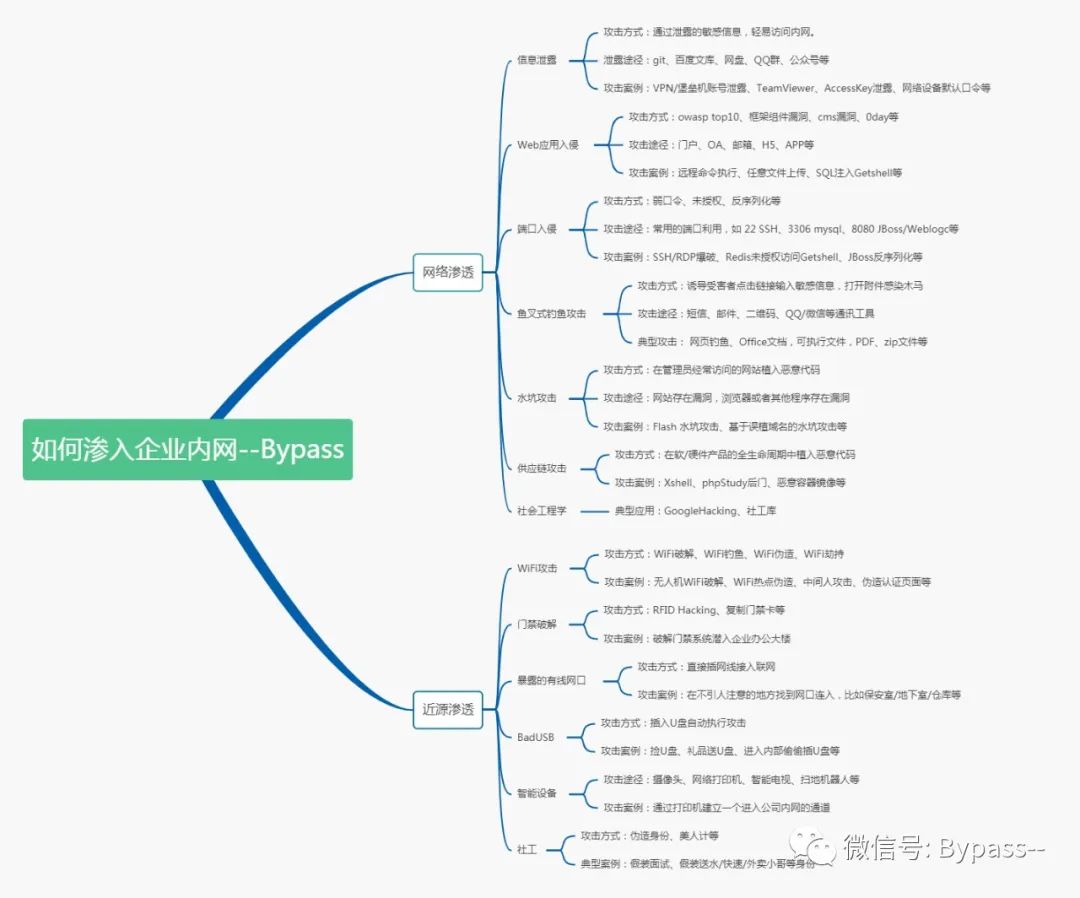 如何渗入企业内网--Bypass
网络渗透
信息泄露
攻击方式：通过泄露的敏感信息，轻易访问内网。
泄露途径：git、百度文库、网盘、QQ群、公众号等
攻击案例：VPN/堡垒机账号泄露、TeamViewer、AccessKey泄露、网络设备默认口令等
Web应用入侵
攻击方式：owasp top10、框架组件漏洞、cms漏洞、0day等
攻击途径：门户、OA、邮箱、H5、APP等
攻击案例：远程命令执行、任意文件上传、SQL注入Getshell等
端口入侵
攻击方式：弱口令、未授权、反序列化等
攻击途径：常用的端口利用，如 22 SSH、3306 mysql、8080 JBoss/Weblogc等
攻击案例：SSH/RDP爆破、Redis未授权访问Getshell、JBoss反序列化等
鱼叉式钓鱼攻击
攻击方式：诱导受害者点击链接输入敏感信息，打开附件感染木马
攻击途径：短信、邮件、二维码、QQ/微信等通讯工具
典型攻击： 网页钓鱼、Office文档，可执行文件，PDF、zip文件等
水坑攻击
攻击方式：在管理员经常访问的网站植入恶意代码
攻击途径：网站存在漏洞，浏览器或者其他程序存在漏洞
攻击案例：Flash 水坑攻击、基于误植域名的水坑攻击等
供应链攻击
攻击方式：在软/硬件产品的全生命周期中植入恶意代码
攻击案例：Xshell、phpStudy后门、恶意容器镜像等
社会工程学
典型应用：GoogleHacking、社工库
近源渗透
WiFi攻击
攻击方式：WiFi破解、WiFi钓鱼、WiFi伪造、WiFi劫持
攻击案例：无人机WiFi破解、WiFi热点伪造、中间人攻击、伪造认证页面等
门禁破解
攻击方式：RFID Hacking、复制门禁卡等
攻击案例：破解门禁系统潜入企业办公大楼
暴露的有线网口
攻击方式：直接插网线接入联网
攻击案例：在不引人注意的地方找到网口连入，比如保安室/地下室/仓库等
BadUSB
攻击方式：插入U盘自动执行攻击
攻击案例：捡U盘、礼品送U盘、进入内部偷偷插U盘等
智能设备
攻击途径：摄像头、网络打印机、智能电视、扫地机器人等
攻击案例：通过打印机建立一个进入公司内网的通道
社工
攻击方式：伪造身份、美人计等
典型案例：假装面试、假装送水/快速/外卖小哥等身份
微信号: Bypass--